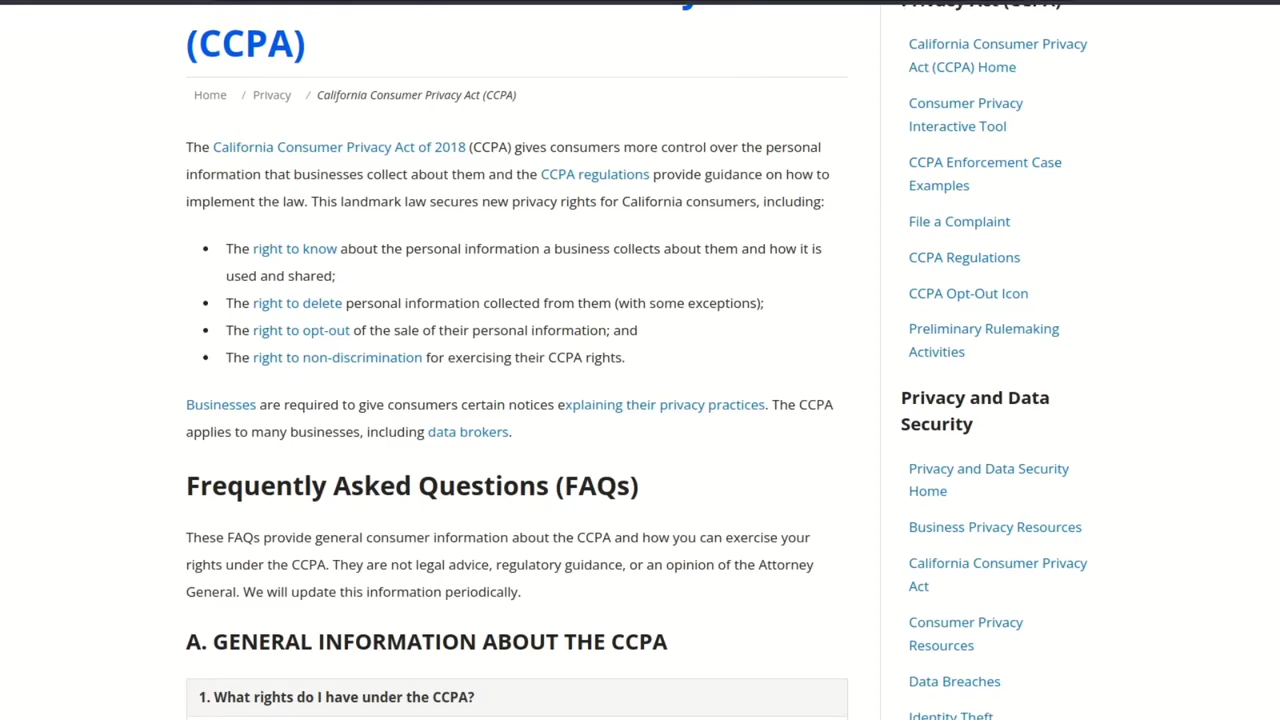 (CCPA)
Home / Privacy / California Consumer Privacy Act (CCPA)
The California Consumer Privacy Act of 2018 (CCPA) gives consumers more control over the personal
information that businesses collect about them and the CCPA regulations provide guidance on how to
implement the law. This landmark law secures new privacy rights for California consumers, including:
• The right to know about the personal information a business collects about them and how it is
used and shared;
• The right to delete personal information collected from them (with some exceptions);
• The right to opt-out of the sale of their personal information; and
• The right to non-discrimination for exercising their CCPA rights.
Businesses are required to give consumers certain notices explaining their privacy practices. The CCPA
applies to many businesses, including data brokers.
Frequently Asked Questions (FAQs)
These FAQs provide general consumer information about the CCPA and how you can exercise your
rights under the CCPA. They are not legal advice, regulatory guidance, or an opinion of the Attorney
General. We will update this information periodically.
A. GENERAL INFORMATION ABOUT THE CCPA
1. What rights do I have under the CCPA?
Privacy Act (CCPA)
California Consumer Privacy
Act (CCPA) Home
Consumer Privacy
Interactive Tool
CCPA Enforcement Case
Examples
File a Complaint
CCPA Regulations
CCPA Opt-Out Icon
Preliminary Rulemaking
Activities
Privacy and Data
Security
Privacy and Data Security
Home
Business Privacy Resources
California Consumer Privacy
Act
Consumer Privacy
Resources
Data Breaches
Identity Theft